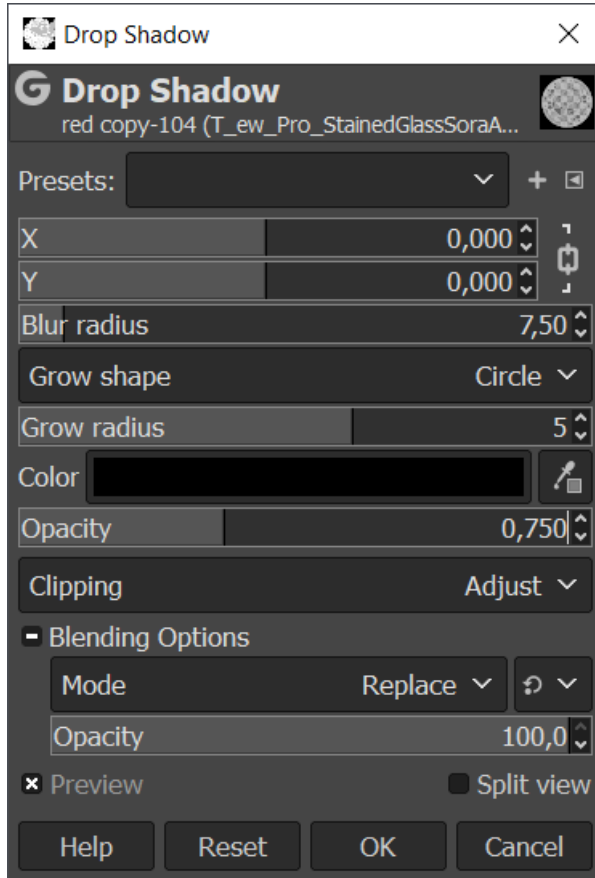 Drop Shadow
G Drop Shadow
red copy-104 (T_ew_Pro_StainedGlassSoraA...
Presets:
X 0,000
Y 0,000
Blur radius 7,50
Grow shape Circle
Grow radius 5
Color
Opacity 0,750
Clipping Adjust
Blending Options
Mode Replace
Opacity 100,0
Preview Split view
Help Reset OK Cancel